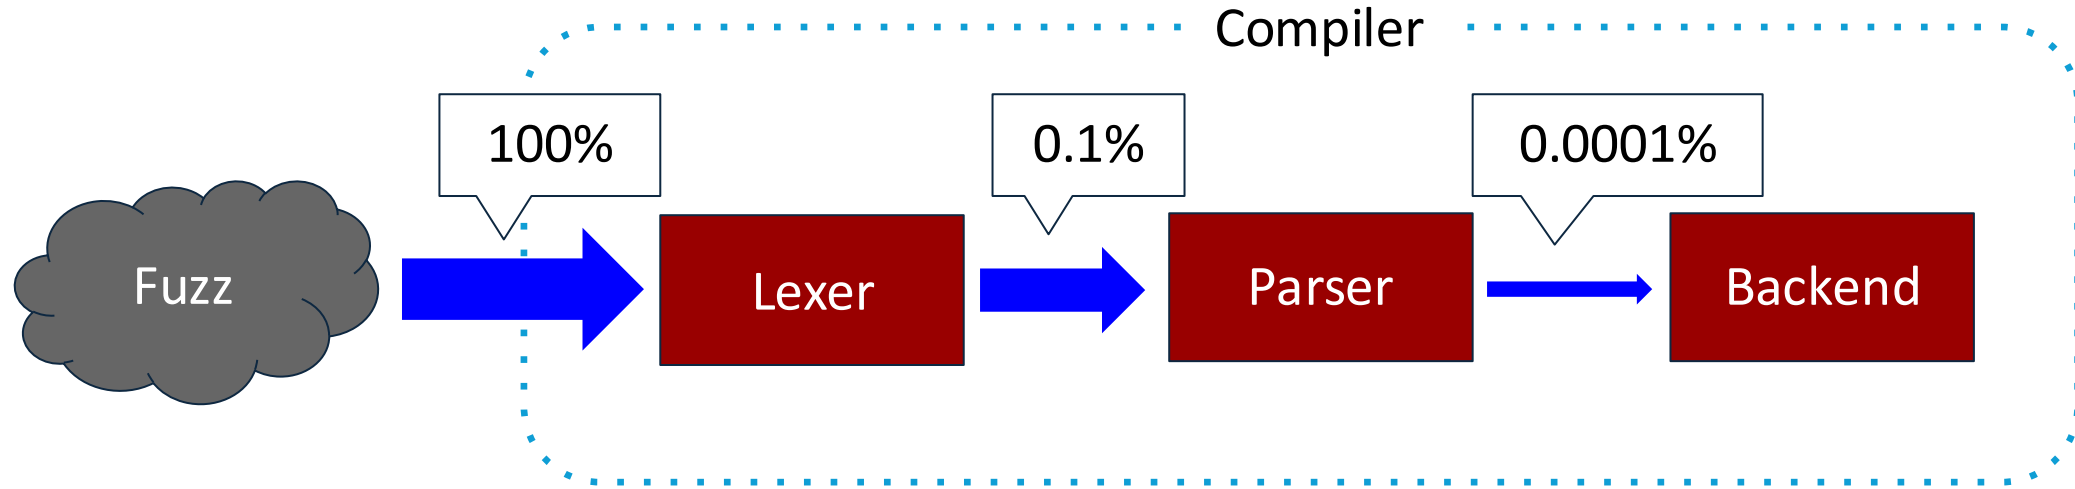 Compiler
100%
0.1%
0.0001%
Fuzz
Lexer
Parser
Backend